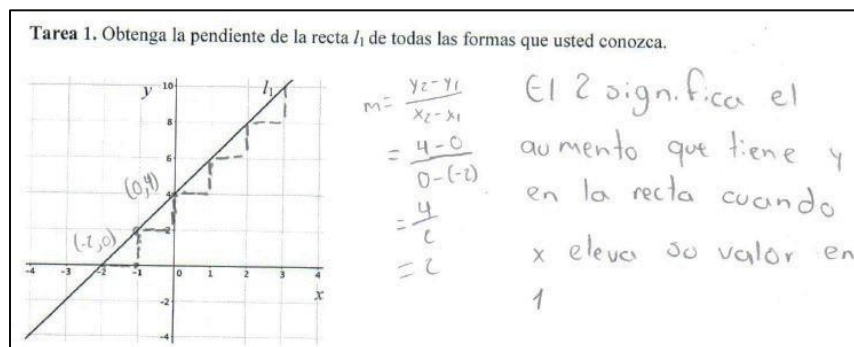 Tarea 1. Obtenga la pendiente de la recta l₁ de todas las formas que usted conozca.
y
10
l₁
8
6
4
2
(0,4)
(-2,0)
-4 -3 -2 -1 0 1 2 3 4
x
-2
-4
m = y2-y1 / x2-x1
= 4-0 / 0-(-2)
= 4 / 2
= 2
El 2 significa el
aumento que tiene y
en la recta cuando
x eleva su valor en
1